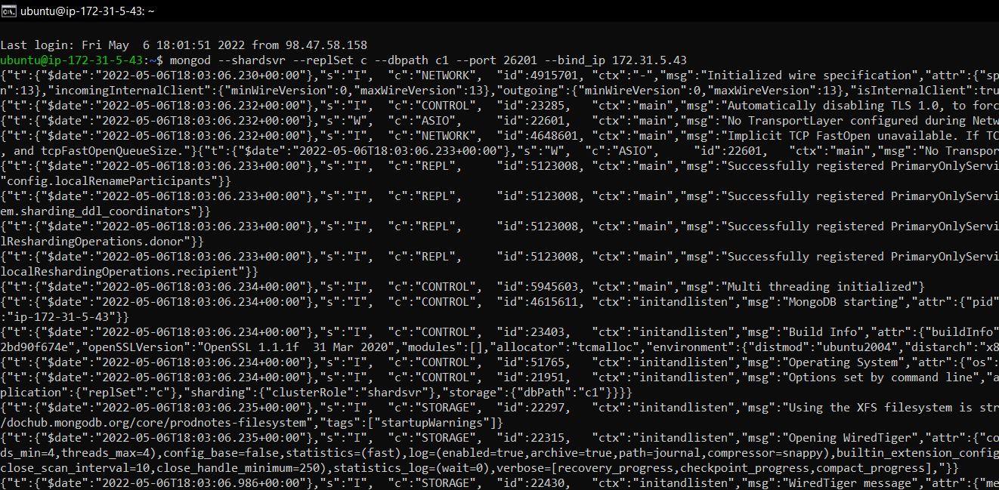 ubuntu@ip-172-31-5-43: ~
Last login: Fri May  6 18:01:51 2022 from 98.47.58.158
ubuntu@ip-172-31-5-43:~$ mongod --shardsvr --replSet c --dbpath c1 --port 26201 --bind_ip 172.31.5.43
{"t":{"$date":"2022-05-06T18:03:06.230+00:00"},"s":"I",  "c":"NETWORK",  "id":4915701, "ctx":"-","msg":"Initialized wire specification","attr":{"sp
n":13},"incomingInternalClient":{"minWireVersion":0,"maxWireVersion":13},"outgoing":{"minWireVersion":0,"maxWireVersion":13},"isInternalClient":tru
{"t":{"$date":"2022-05-06T18:03:06.232+00:00"},"s":"I",  "c":"CONTROL",  "id":23285,   "ctx":"main","msg":"Automatically disabling TLS 1.0, to forc
{"t":{"$date":"2022-05-06T18:03:06.232+00:00"},"s":"W",  "c":"ASIO",     "id":22601,   "ctx":"main","msg":"No TransportLayer configured during Netw
{"t":{"$date":"2022-05-06T18:03:06.232+00:00"},"s":"I",  "c":"NETWORK",  "id":4648601, "ctx":"main","msg":"Implicit TCP FastOpen unavailable. If TC
, and tcpFastOpenQueueSize."}{"t":{"$date":"2022-05-06T18:03:06.233+00:00"},"s":"W",  "c":"ASIO",     "id":22601,   "ctx":"main","msg":"No Transpor
{"t":{"$date":"2022-05-06T18:03:06.233+00:00"},"s":"I",  "c":"REPL",     "id":5123008, "ctx":"main","msg":"Successfully registered PrimaryOnlyServi
"config.localRenameParticipants"}}
{"t":{"$date":"2022-05-06T18:03:06.233+00:00"},"s":"I",  "c":"REPL",     "id":5123008, "ctx":"main","msg":"Successfully registered PrimaryOnlyServi
em.sharding_ddl_coordinators"}}
{"t":{"$date":"2022-05-06T18:03:06.233+00:00"},"s":"I",  "c":"REPL",     "id":5123008, "ctx":"main","msg":"Successfully registered PrimaryOnlyServi
lReshardingOperations.donor"}}
{"t":{"$date":"2022-05-06T18:03:06.233+00:00"},"s":"I",  "c":"REPL",     "id":5123008, "ctx":"main","msg":"Successfully registered PrimaryOnlyServi
localReshardingOperations.recipient"}}
{"t":{"$date":"2022-05-06T18:03:06.234+00:00"},"s":"I",  "c":"CONTROL",  "id":5945603, "ctx":"main","msg":"Multi threading initialized"}
{"t":{"$date":"2022-05-06T18:03:06.234+00:00"},"s":"I",  "c":"CONTROL",  "id":4615611, "ctx":"initandlisten","msg":"MongoDB starting","attr":{"pid"
:"ip-172-31-5-43"}}
{"t":{"$date":"2022-05-06T18:03:06.234+00:00"},"s":"I",  "c":"CONTROL",  "id":23403,   "ctx":"initandlisten","msg":"Build Info","attr":{"buildInfo"
2bd90f674e","openSSLVersion":"OpenSSL 1.1.1f  31 Mar 2020","modules":[],"allocator":"tcmalloc","environment":{"distmod":"ubuntu2004","distarch":"x8
{"t":{"$date":"2022-05-06T18:03:06.234+00:00"},"s":"I",  "c":"CONTROL",  "id":51765,   "ctx":"initandlisten","msg":"Operating System","attr":{"os":
{"t":{"$date":"2022-05-06T18:03:06.234+00:00"},"s":"I",  "c":"CONTROL",  "id":21951,   "ctx":"initandlisten","msg":"Options set by command line","a
plication":{"replSet":"c"},"sharding":{"clusterRole":"shardsvr"},"storage":{"dbPath":"c1"}}}}
{"t":{"$date":"2022-05-06T18:03:06.235+00:00"},"s":"I",  "c":"STORAGE",  "id":22297,   "ctx":"initandlisten","msg":"Using the XFS filesystem is str
/dochub.mongodb.org/core/prodnotes-filesystem","tags":["startupWarnings"]}
{"t":{"$date":"2022-05-06T18:03:06.235+00:00"},"s":"I",  "c":"STORAGE",  "id":22315,   "ctx":"initandlisten","msg":"Opening WiredTiger","attr":{"co
ds_min=4,threads_max=4),config_base=false,statistics=(fast),log=(enabled=true,archive=true,path=journal,compressor=snappy),builtin_extension_config
close_scan_interval=10,close_handle_minimum=250),statistics_log=(wait=0),verbose=[recovery_progress,checkpoint_progress,compact_progress],"}}
{"t":{"$date":"2022-05-06T18:03:06.986+00:00"},"s":"I",  "c":"STORAGE",  "id":22430,   "ctx":"initandlisten","msg":"WiredTiger message","attr":{"me